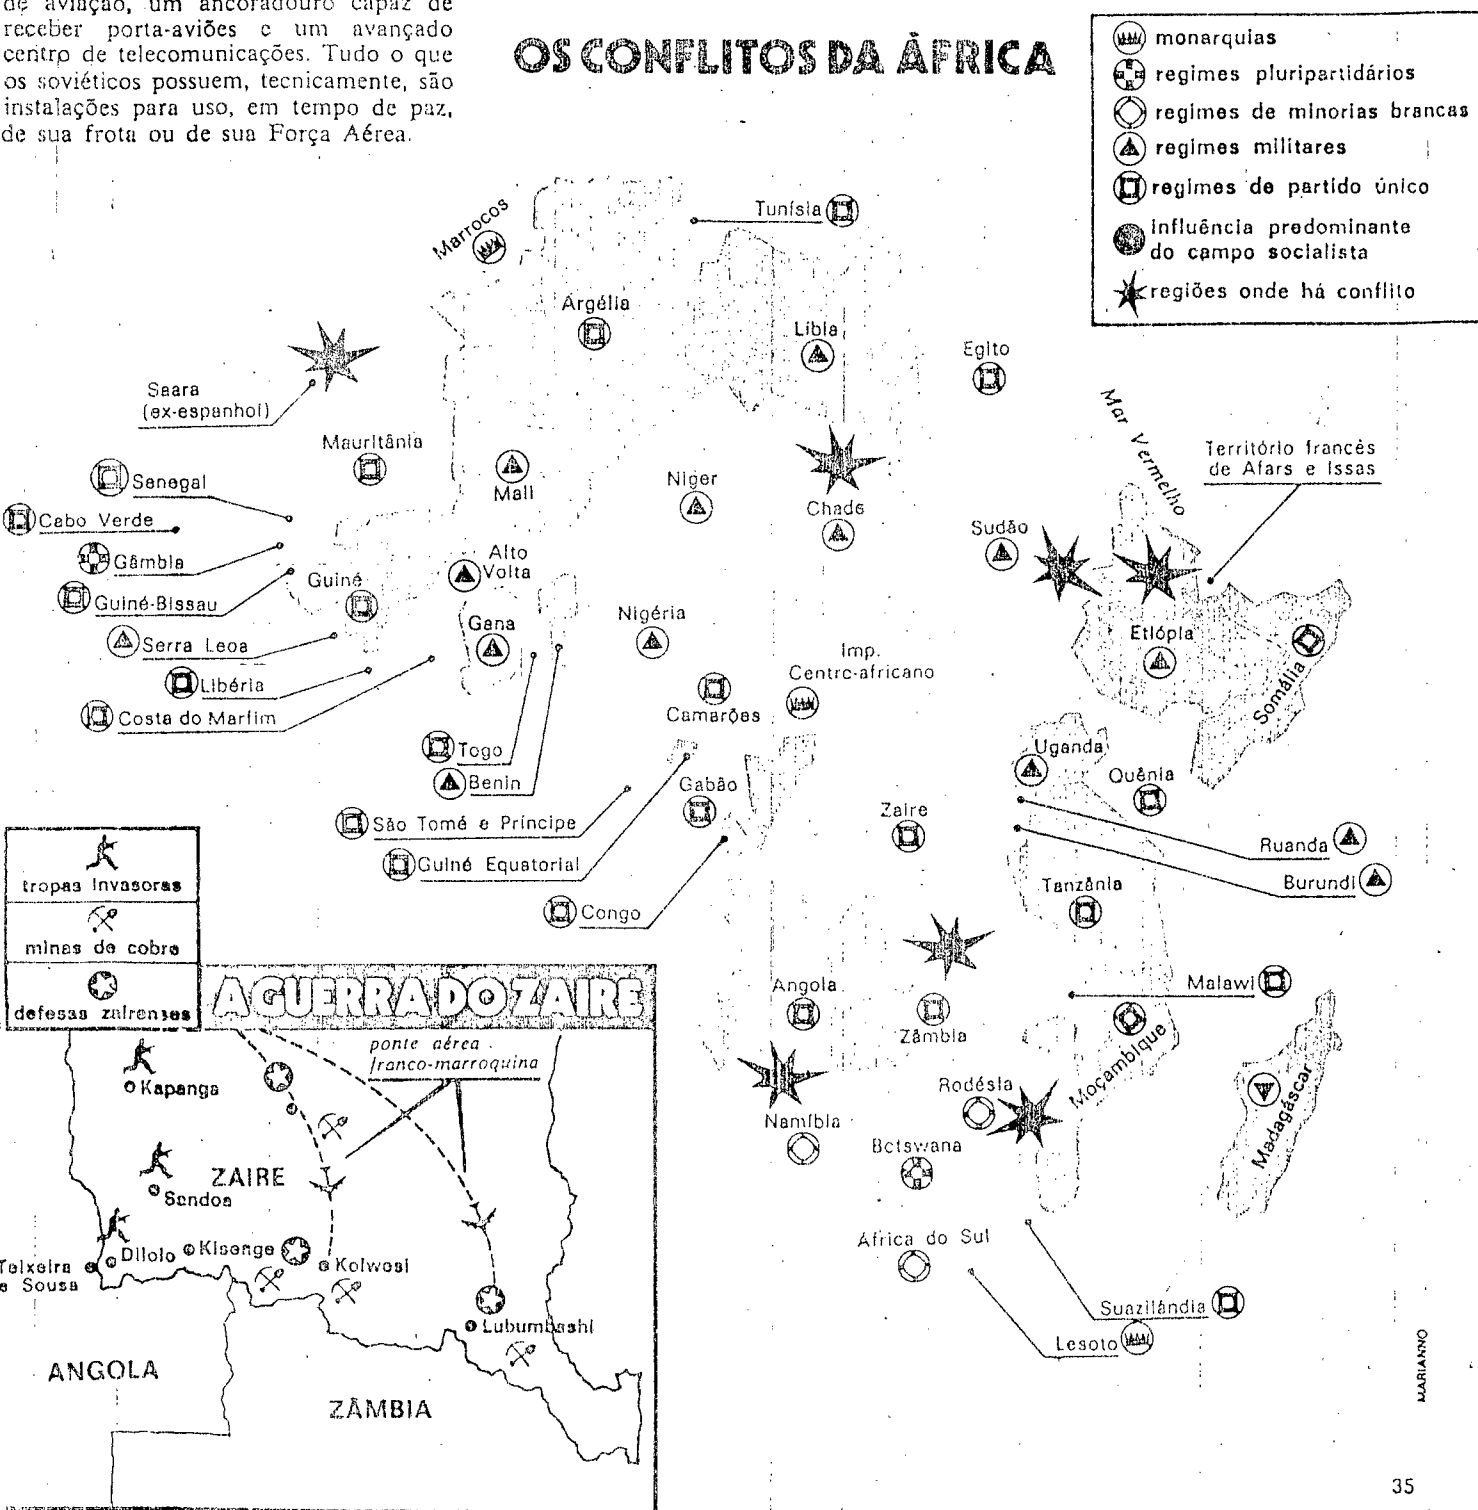 de aviação, um ancoradouro capaz de
receber porta-aviões e um avançado
centro de telecomunicações. Tudo o que
os soviéticos possuem, tecnicamente, são
instalações para uso, em tempo de paz,
de sua frota ou de sua Força Aérea.
OS CONFLITOS DA ÁFRICA
monarquias
regimes pluripartidários
regimes de minorias brancas
regimes militares
regimes de partido único
influência predominante
do campo socialista
regiões onde há conflito
Marrocos
Tunísia
Argélia
Líbia
Egito
Mar Vermelho
Saara
(ex-espanhol)
Mauritânia
Mali
Niger
Chade
Sudão
Território francês
de Afars e Issas
Senegal
Cabo Verde
Gâmbia
Guiné-Bissau
Serra Leoa
Libéria
Costa do Marfim
Guiné
Alto
Volta
Gana
Nigéria
Imp.
Centro-africano
Etiópia
Somália
Camarões
Togo
Benin
São Tomé e Príncipe
Guiné Equatorial
Congo
Gabão
Zaire
Uganda
Quênia
Ruanda
Burundi
Tanzânia
Angola
Zâmbia
Malawi
Moçambique
Madagáscar
Namíbia
Rodésia
Botswana
África do Sul
Suazilândia
Lesoto
tropas invasoras
minas de cobre
defesas zairenses
A GUERRA DO ZAIRE
ponte aérea
franco-marroquina
Kapanga
ZAIRE
Sandoa
Dilolo
Kisenge
Kolwesi
Teixeira
e Sousa
Lubumbashi
ANGOLA
ZÂMBIA
MARIANNO
35